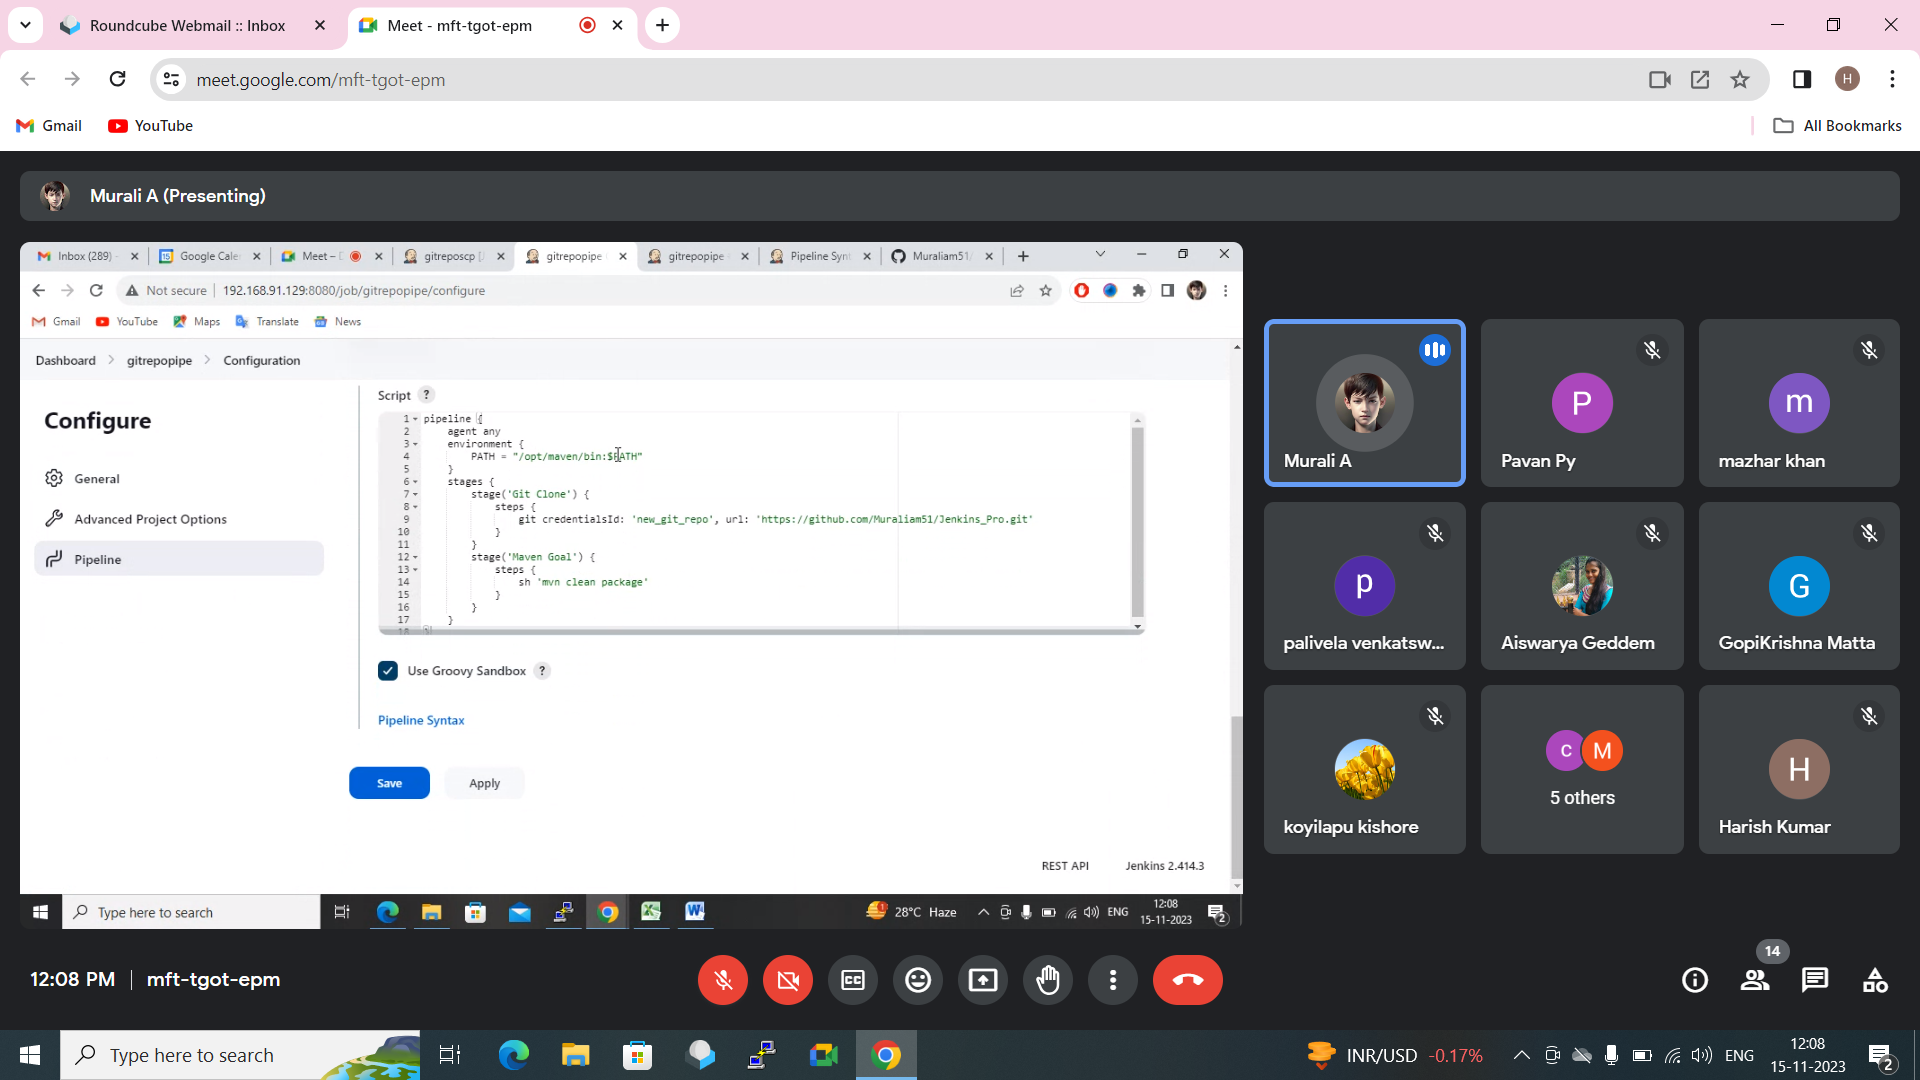 Roundcube Webmail :: Inbox
Meet - mft-tgot-epm
meet.google.com/mft-tgot-epm
H
Gmail
YouTube
All Bookmarks
Murali A (Presenting)
Inbox (289) -
Google Cale
Meet – D
gitreposcp [J
gitrepopipe
gitrepopipe
Pipeline Synt
Muraliam51/
Not secure
192.168.91.129:8080/job/gitrepopipe/configure
Gmail
YouTube
Maps
Translate
News
Dashboard
gitrepopipe
Configuration
Configure
General
Advanced Project Options
Pipeline
Script ?
1 pipeline {
2 agent any
3 environment {
4 PATH = "/opt/maven/bin:$PATH"
5 }
6 stages {
7 stage('Git Clone') {
8 steps {
9 git credentialsId: 'new_git_repo', url: 'https://github.com/Muraliam51/Jenkins_Pro.git'
10 }
11 }
12 stage('Maven Goal') {
13 steps {
14 sh 'mvn clean package'
15 }
16 }
17 }
18 }
Use Groovy Sandbox ?
Pipeline Syntax
Save
Apply
REST API
Jenkins 2.414.3
Type here to search
28°C Haze
ENG
12:08
15-11-2023
2
Murali A
P
Pavan Py
m
mazhar khan
p
palivela venkatsw...
Aiswarya Geddem
G
GopiKrishna Matta
koyilapu kishore
C
M
5 others
H
Harish Kumar
12:08 PM
mft-tgot-epm
CC
14
Type here to search
INR/USD -0.17%
ENG
12:08
15-11-2023
2